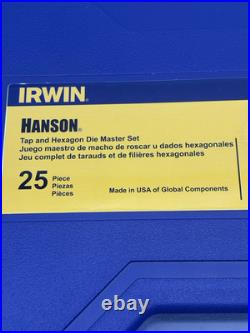 IRWIN
HANSON®
Tap and Hexagon Die Master Set
Juego maestro de macho de roscar u dados hexagonales
Jeu complet de tarauds et de filières hexagonales
25 Piece
Piezas
Pièces
Made in USA of Global Components